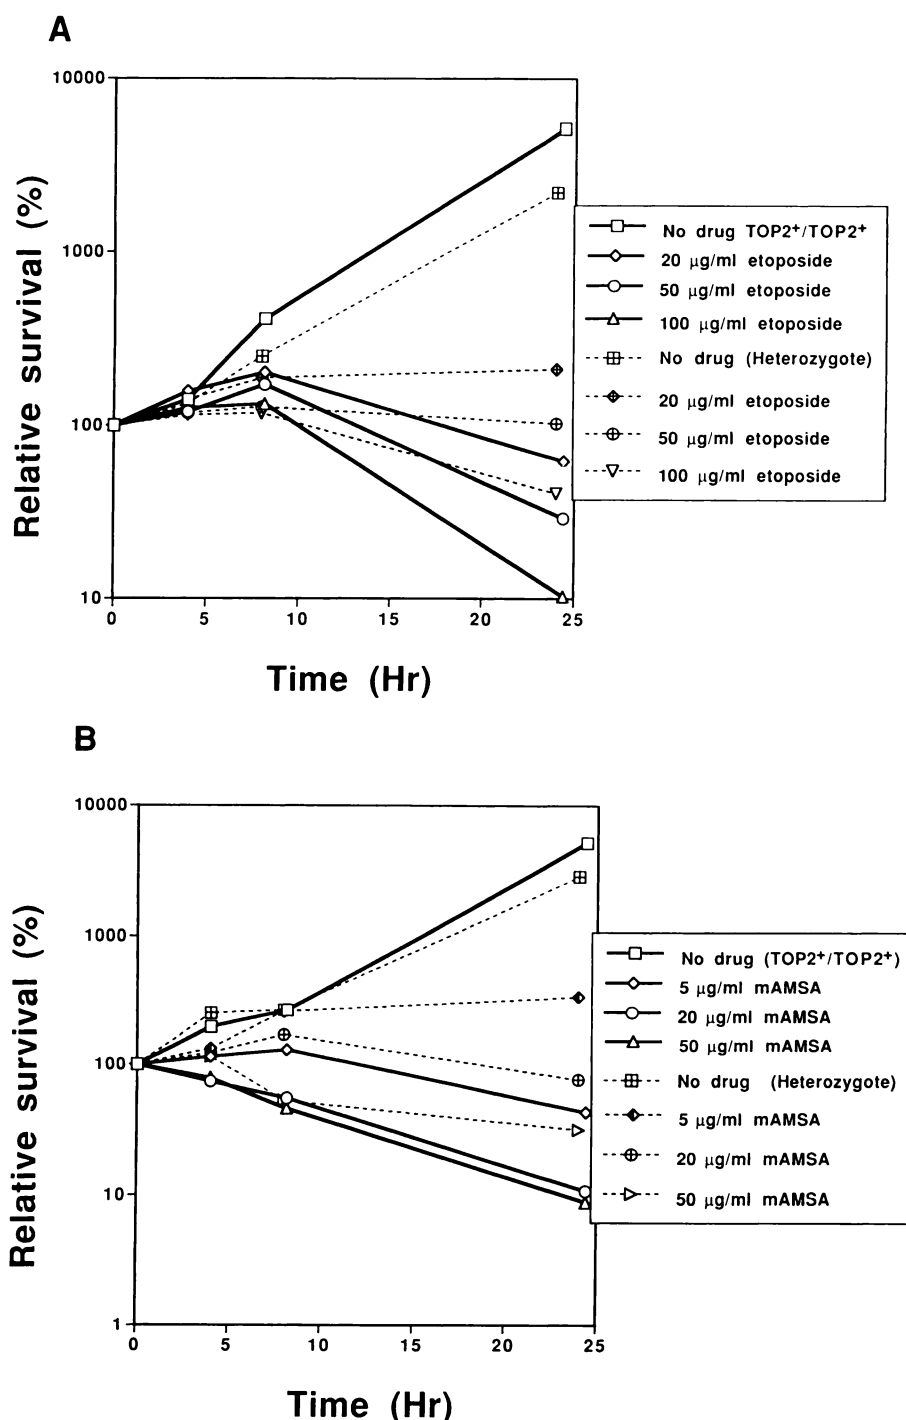 A
10000
1000
100
10
Relative survival (%)
0 5 10 15 20 25
Time (Hr)
No drug TOP2+/TOP2+
20 µg/ml etoposide
50 µg/ml etoposide
100 µg/ml etoposide
No drug (Heterozygote)
20 µg/ml etoposide
50 µg/ml etoposide
100 µg/ml etoposide
B
10000
1000
100
10
1
Relative survival (%)
0 5 10 15 20 25
Time (Hr)
No drug (TOP2+/TOP2+)
5 µg/ml mAMSA
20 µg/ml mAMSA
50 µg/ml mAMSA
No drug (Heterozygote)
5 µg/ml mAMSA
20 µg/ml mAMSA
50 µg/ml mAMSA